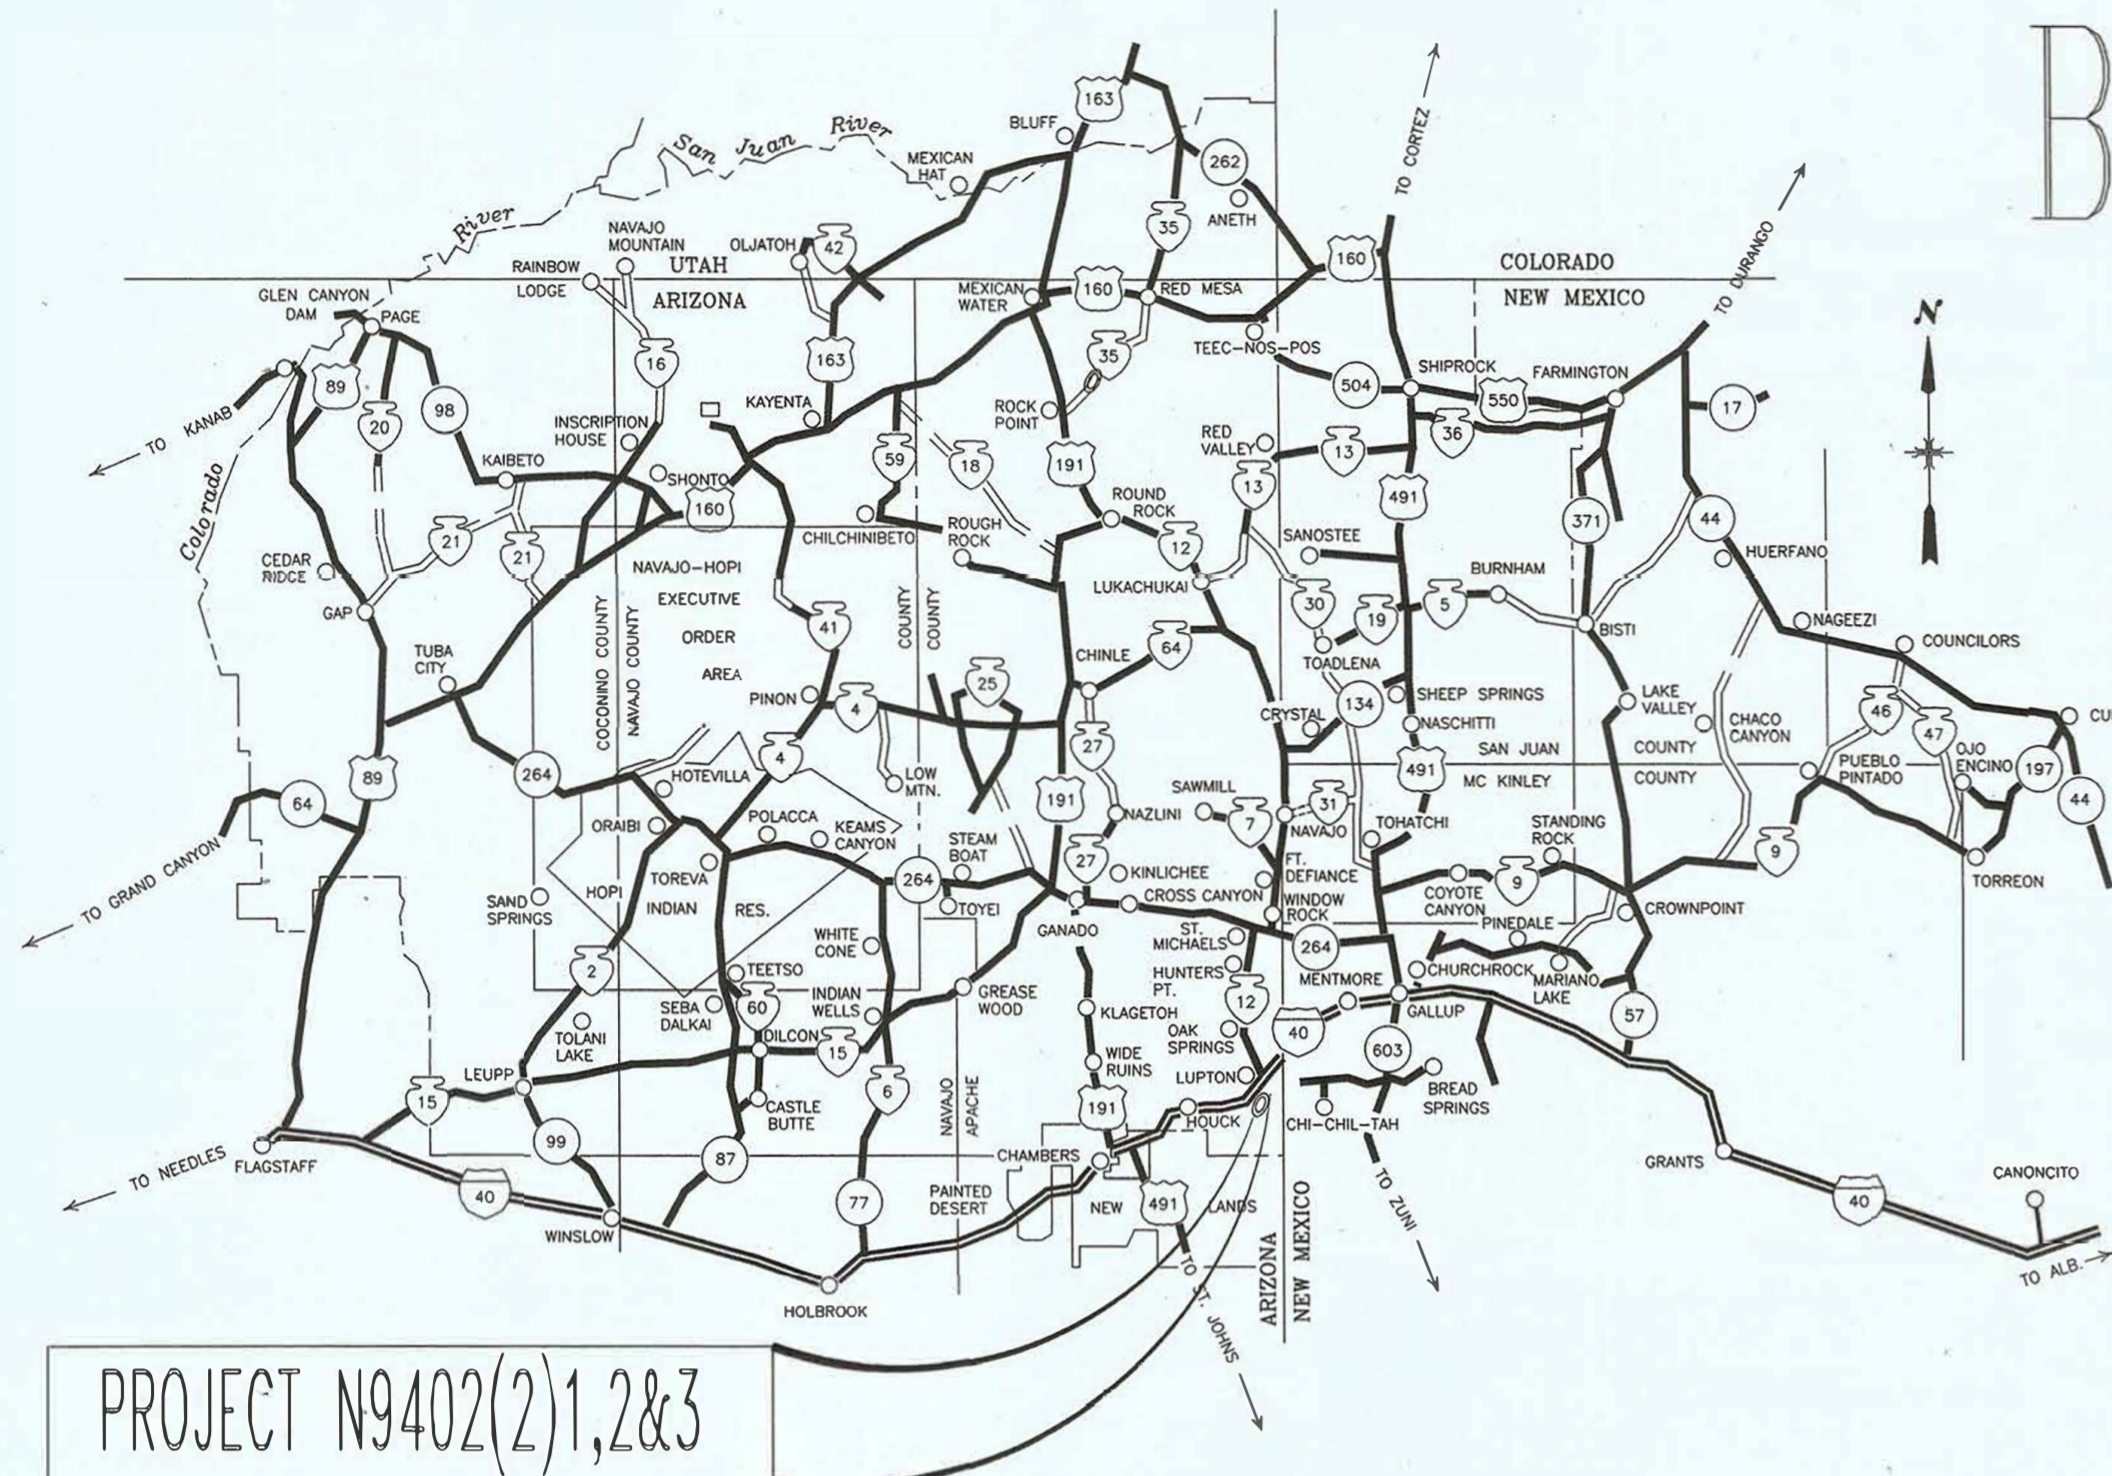 B
163
BLUFF
San Juan River
MEXICAN
HAT
262
ANETH
TO CORTEZ
River
NAVAJO
MOUNTAIN
OLJATOH
42
35
RAINBOW
LODGE
UTAH
ARIZONA
160
COLORADO
NEW MEXICO
TO DURANGO
N
GLEN CANYON
DAM
PAGE
MEXICAN
WATER
160
RED MESA
TEEC-NOS-POS
89
20
98
16
163
35
504
SHIPROCK
550
FARMINGTON
17
TO KANAB
INSCRIPTION
HOUSE
KAYENTA
ROCK
POINT
RED
VALLEY
13
36
KAIBETO
SHONTO
160
59
18
191
13
491
Colorado
CHILCHINIBETO
ROUGH
ROCK
ROUND
ROCK
12
SANOSTEE
371
44
HUERFANO
21
21
CEDAR
RIDGE
GAP
NAVAJO-HOPI
EXECUTIVE
ORDER
AREA
COCONINO COUNTY
NAVAJO COUNTY
COUNTY
COUNTY
LUKACHUKAI
30
19
5
BURNHAM
BISTI
NAGEEZI
COUNCILORS
41
64
TUBA
CITY
CHINLE
TOADLENA
134
SHEEP SPRINGS
LAKE
VALLEY
CHACO
CANYON
46
47
CU
PINON
4
25
CRYSTAL
NASCHITTI
SAN JUAN
COUNTY
MC KINLEY
COUNTY
PUEBLO
PINTADO
OJO
ENCINO
197
44
89
264
4
27
491
HOTEVILLA
LOW
MTN.
191
NAZLINI
SAWMILL
7
31
NAVAJO
64
ORAIBI
POLACCA
KEAMS
CANYON
STEAM
BOAT
27
KINLICHEE
TOHATCHI
STANDING
ROCK
9
TORREON
TO GRAND CANYON
SAND
SPRINGS
TOREVA
HOPI
INDIAN
RES.
264
TOYEI
CROSS CANYON
FT.
DEFIANCE
WINDOW
ROCK
COYOTE
CANYON
9
PINEDALE
CROWNPOINT
GANADO
WHITE
CONE
ST.
MICHAELS
264
2
TEETSO
HUNTERS
PT.
MENTMORE
CHURCHROCK
MARIANO
LAKE
SEBA
DALKAI
60
INDIAN
WELLS
GREASE
WOOD
KLAGETOH
12
40
GALLUP
57
TOLANI
LAKE
DILCON
15
OAK
SPRINGS
WIDE
RUINS
603
LEUPP
6
LUPTON
BREAD
SPRINGS
15
CASTLE
BUTTE
NAVAJO
APACHE
191
HOUCK
CHI-CHIL-TAH
99
87
CHAMBERS
TO NEEDLES
FLAGSTAFF
40
77
PAINTED
DESERT
NEW
491
LANDS
TO ZUNI
GRANTS
CANONCITO
40
WINSLOW
HOLBROOK
TO ST. JOHNS
ARIZONA
NEW MEXICO
TO ALB.
PROJECT N9402(2)1,2&3